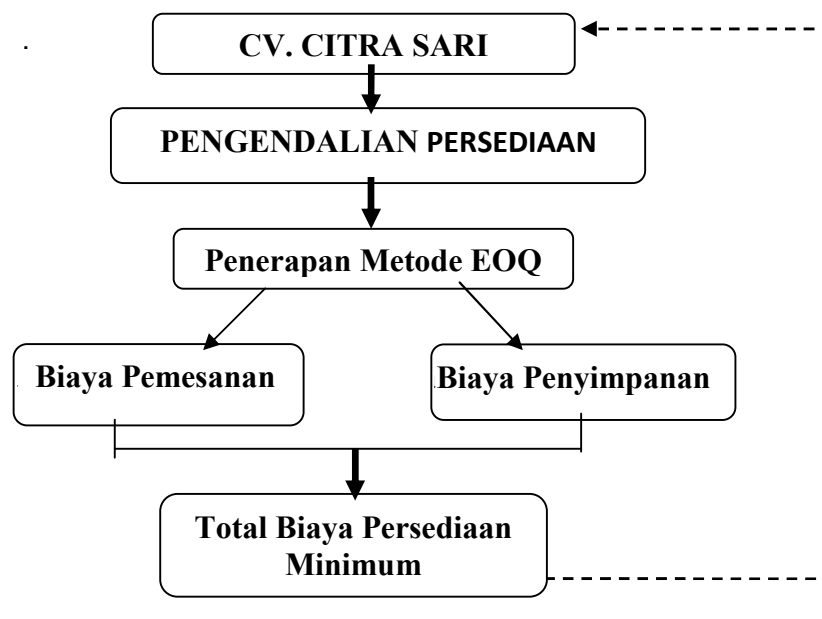 CV. CITRA SARI
PENGENDALIAN PERSEDIAAN
Penerapan Metode EOQ
Biaya Pemesanan
Biaya Penyimpanan
Total Biaya Persediaan
Minimum